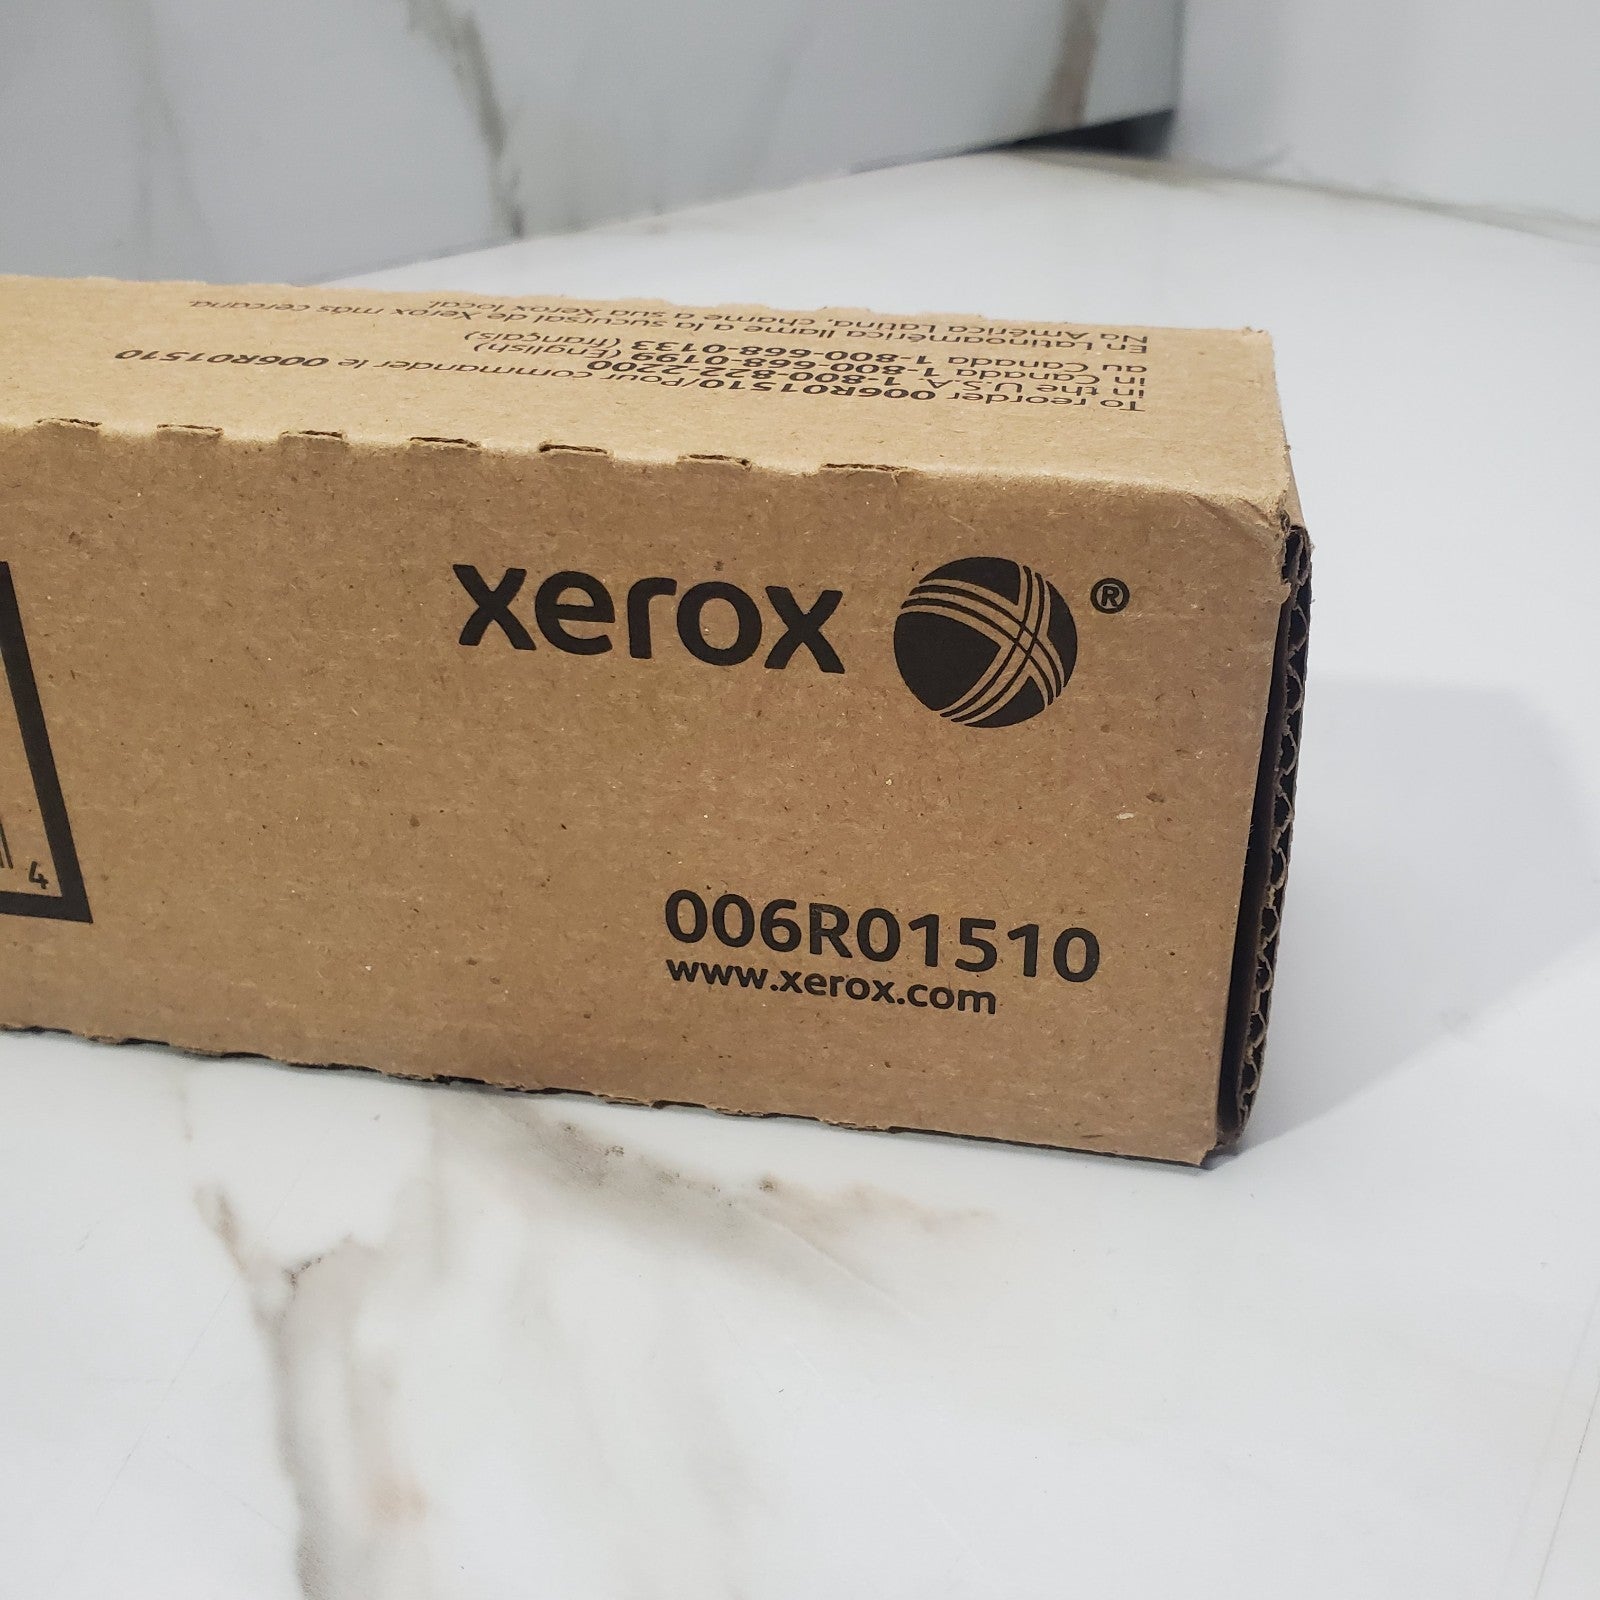 To reorder 006R01510/Pour commander le 006R01510
in the U.S.A. 1-800-822-2200
in Canada 1-800-668-0199 (English)
au Canada 1-800-668-0133 (français)
En Latinoamérica llame a la sucursal de Xerox más cercana.
Na América Latina, chame a sua Xerox local.
xerox ®
4
006R01510
www.xerox.com